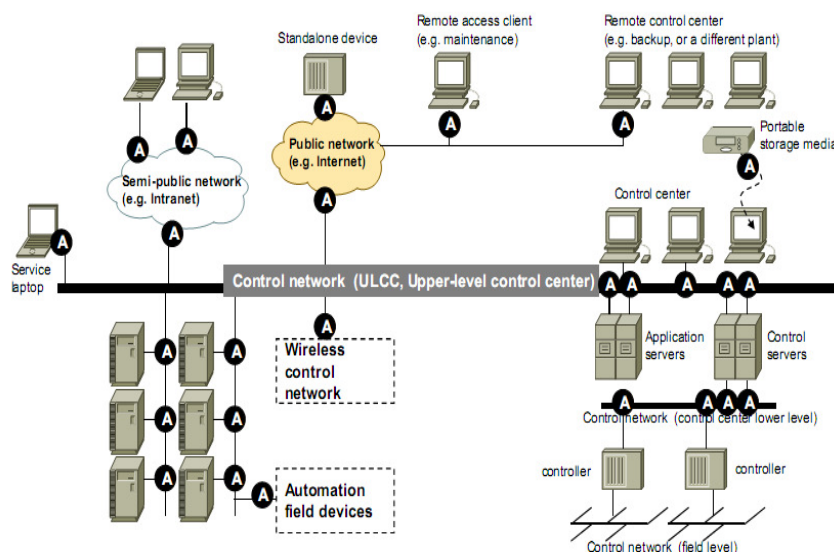 Standalone device
Remote access client
(e.g. maintenance)
Remote control center
(e.g. backup, or a different plant)
A
A
A
A
A
Public network
(e.g. Internet)
Portable
storage media
A
Semi-public network
(e.g. Intranet)
Control center
A
Service
laptop
A
A
Control network (ULCC, Upper-level control center)
A
A
A
A
A
A
Wireless
control
network
Application
servers
Control
servers
A
A
A
A
A
A
A
A
Control network (control center lower level)
controller
controller
A
A
A
Automation
field devices
Control network (field level)